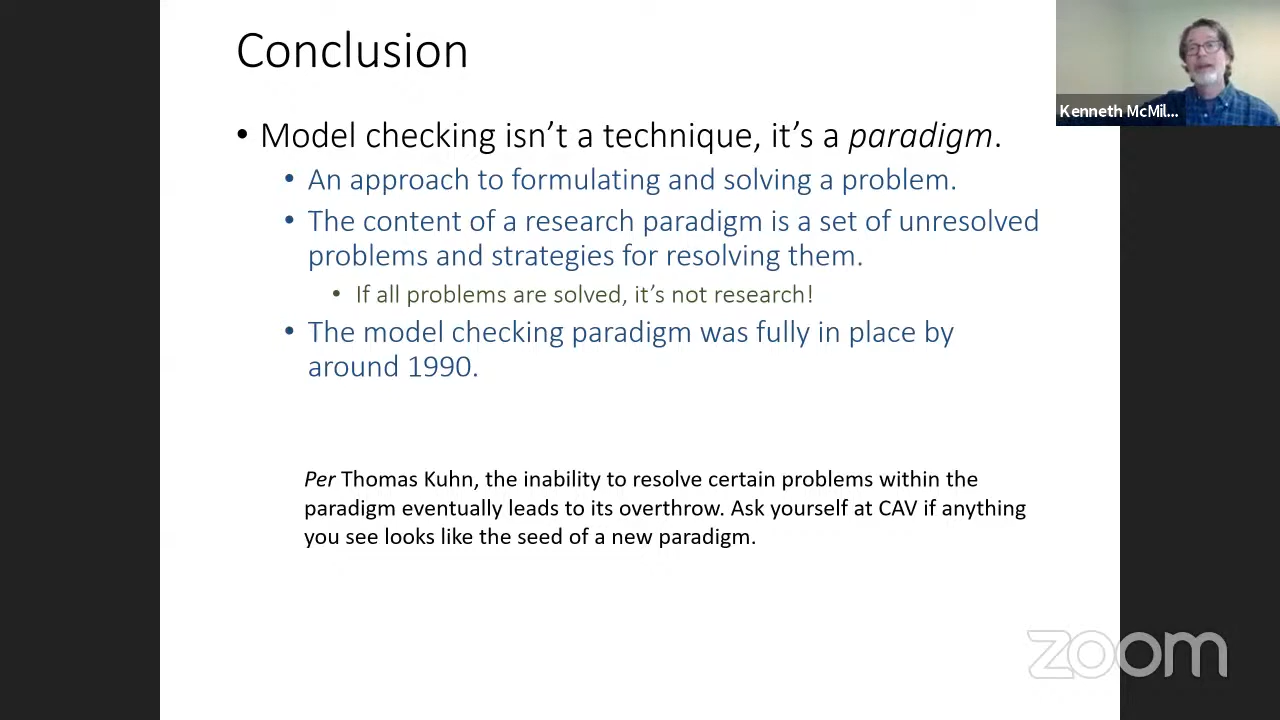 Conclusion
Kenneth McMil...
• Model checking isn’t a technique, it’s a paradigm.
• An approach to formulating and solving a problem.
• The content of a research paradigm is a set of unresolved
problems and strategies for resolving them.
• If all problems are solved, it’s not research!
• The model checking paradigm was fully in place by
around 1990.
Per Thomas Kuhn, the inability to resolve certain problems within the
paradigm eventually leads to its overthrow. Ask yourself at CAV if anything
you see looks like the seed of a new paradigm.
zoom